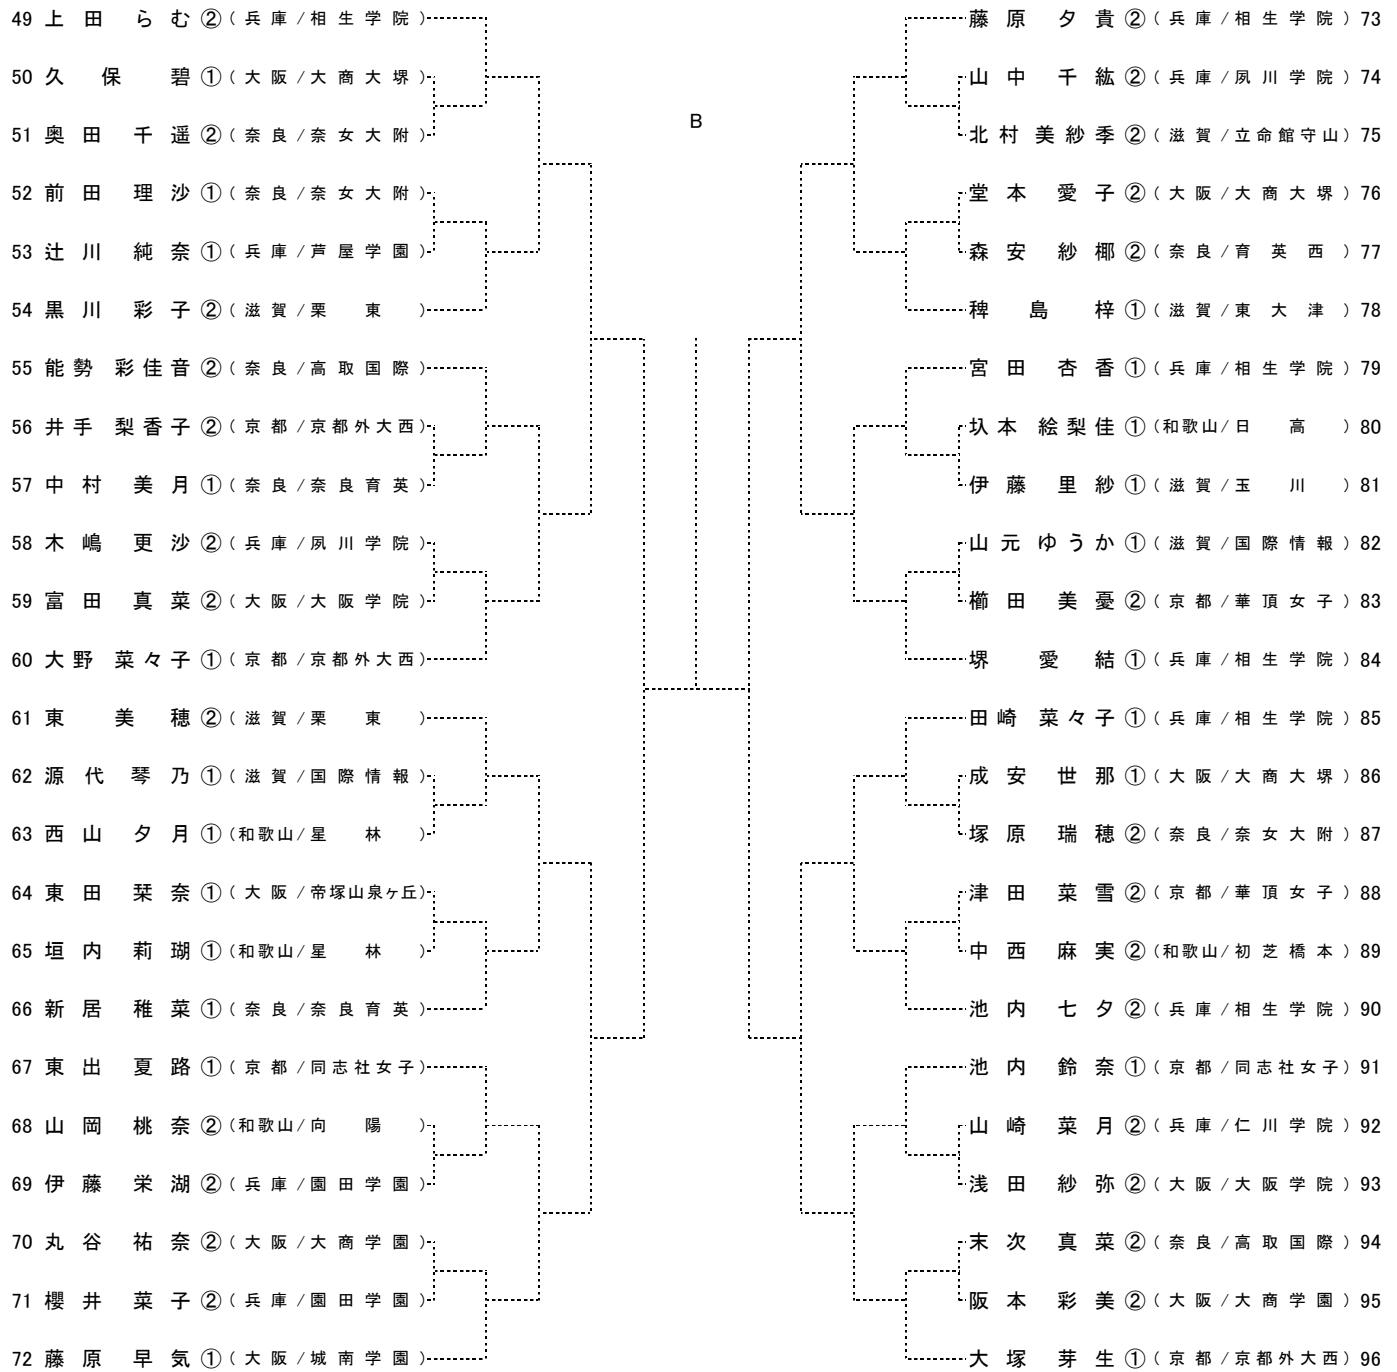 49 上田 らむ ② (兵庫/相生学院)
50 久保 碧 ① (大阪/大商大堺)
51 奥田 千遥 ② (奈良/奈女大附)
52 前田 理沙 ① (奈良/奈女大附)
53 辻川 純奈 ① (兵庫/芦屋学園)
54 黒川 彩子 ② (滋賀/栗東)
55 能勢 彩佳音 ② (奈良/高取国際)
56 井手 梨香子 ② (京都/京都外大西)
57 中村 美月 ① (奈良/奈良育英)
58 木嶋 更沙 ② (兵庫/夙川学院)
59 富田 真菜 ② (大阪/大阪学院)
60 大野 菜々子 ① (京都/京都外大西)
61 東 美穂 ② (滋賀/栗東)
62 源代 琴乃 ① (滋賀/国際情報)
63 西山 夕月 ① (和歌山/星林)
64 東田 栞奈 ① (大阪/帝塚山泉ヶ丘)
65 垣内 莉瑚 ① (和歌山/星林)
66 新居 稚菜 ① (奈良/奈良育英)
67 東出 夏路 ① (京都/同志社女子)
68 山岡 桃奈 ② (和歌山/向陽)
69 伊藤 栄湖 ② (兵庫/園田学園)
70 丸谷 祐奈 ② (大阪/大商学園)
71 櫻井 菜子 ② (兵庫/園田学園)
72 藤原 早気 ① (大阪/城南学園)
B
藤原 夕貴 ② (兵庫/相生学院) 73
山中 千紘 ② (兵庫/夙川学院) 74
北村 美紗季 ② (滋賀/立命館守山) 75
堂本 愛子 ② (大阪/大商大堺) 76
森安 紗椰 ② (奈良/育英西) 77
稗島 梓 ① (滋賀/東大津) 78
宮田 杏香 ① (兵庫/相生学院) 79
圦本 絵梨佳 ① (和歌山/日高) 80
伊藤 里紗 ① (滋賀/玉川) 81
山元 ゆうか ① (滋賀/国際情報) 82
櫛田 美憂 ② (京都/華頂女子) 83
堺 愛結 ① (兵庫/相生学院) 84
田崎 菜々子 ① (兵庫/相生学院) 85
成安 世那 ① (大阪/大商大堺) 86
塚原 瑞穂 ② (奈良/奈女大附) 87
津田 菜雪 ② (京都/華頂女子) 88
中西 麻実 ② (和歌山/初芝橋本) 89
池内 七夕 ② (兵庫/相生学院) 90
池内 鈴奈 ① (京都/同志社女子) 91
山崎 菜月 ② (兵庫/仁川学院) 92
浅田 紗弥 ② (大阪/大阪学院) 93
末次 真菜 ② (奈良/高取国際) 94
阪本 彩美 ② (大阪/大商学園) 95
大塚 芽生 ① (京都/京都外大西) 96